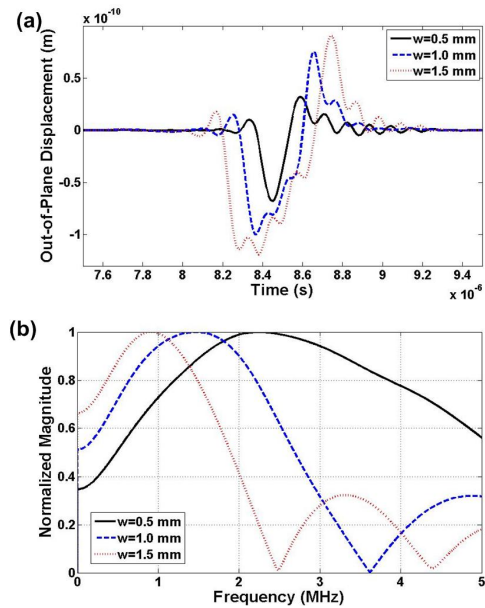 (a)
x 10^-10
w=0.5 mm
w=1.0 mm
w=1.5 mm
Out-of-Plane Displacement (m)
0.5
0
-0.5
-1
7.6 7.8 8 8.2 8.4 8.6 8.8 9 9.2 9.4
Time (s)
x 10^-6
(b)
Normalized Magnitude
1
0.8
0.6
0.4
0.2
0
w=0.5 mm
w=1.0 mm
w=1.5 mm
0 1 2 3 4 5
Frequency (MHz)